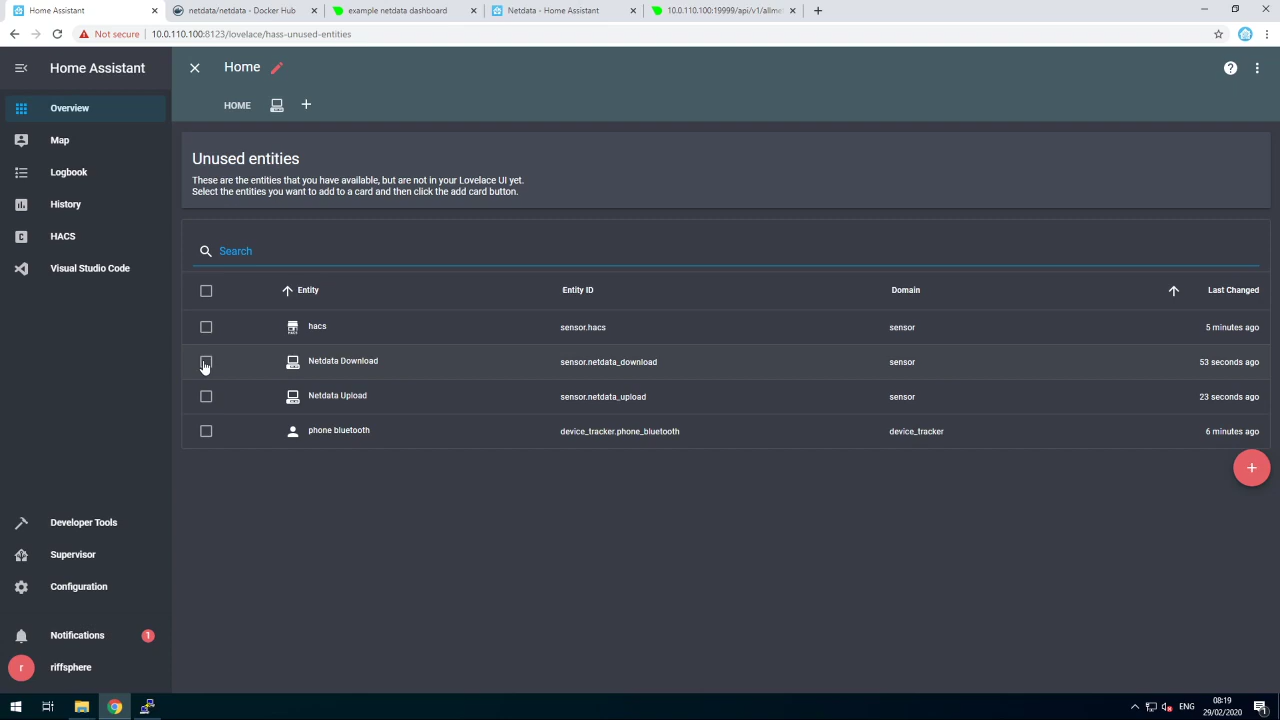 Home Assistant
netdata/netdata - Docker Hub
example netdata dashboard
Netdata - Home Assistant
10.0.110.100:19999/api/v1/allme
Not secure
10.0.110.100:8123/lovelace/hass-unused-entities
Home Assistant
Home
HOME
Overview
Map
Logbook
History
HACS
Visual Studio Code
Developer Tools
Supervisor
Configuration
Notifications
1
r
riffsphere
Unused entities
These are the entities that you have available, but are not in your Lovelace UI yet.
Select the entities you want to add to a card and then click the add card button.
Search
Entity
Entity ID
Domain
Last Changed
hacs
sensor.hacs
sensor
5 minutes ago
Netdata Download
sensor.netdata_download
sensor
53 seconds ago
Netdata Upload
sensor.netdata_upload
sensor
23 seconds ago
phone bluetooth
device_tracker.phone_bluetooth
device_tracker
6 minutes ago
ENG
08:19
29/02/2020
1